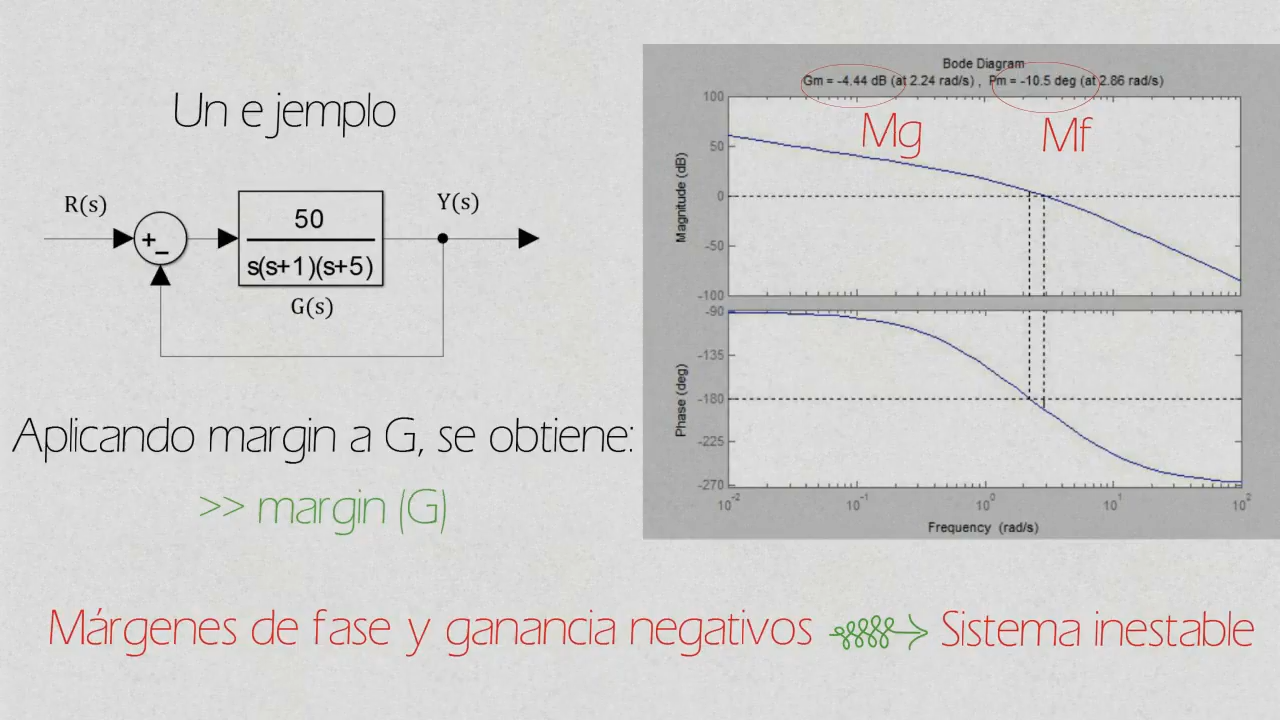 Un ejemplo
R(s)
+
−
50
s(s+1)(s+5)
G(s)
Y(s)
Aplicando margin a G, se obtiene:
>> margin (G)
Bode Diagram
Gm = -4.44 dB (at 2.24 rad/s) , Pm = -10.5 deg (at 2.86 rad/s)
Mg
Mf
Magnitude (dB)
100
50
0
-50
-100
Phase (deg)
-90
-135
-180
-225
-270
10^-2
10^-1
10^0
10^1
10^2
Frequency (rad/s)
Márgenes de fase y ganancia negativos
Sistema inestable